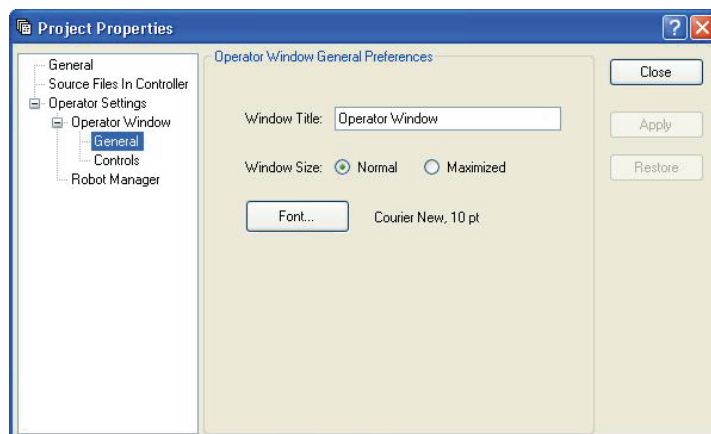 Project Properties
General
Source Files In Controller
Operator Settings
Operator Window
General
Controls
Robot Manager
Operator Window General Preferences
Window Title: Operator Window
Window Size: Normal Maximized
Font... Courier New, 10 pt
Close
Apply
Restore